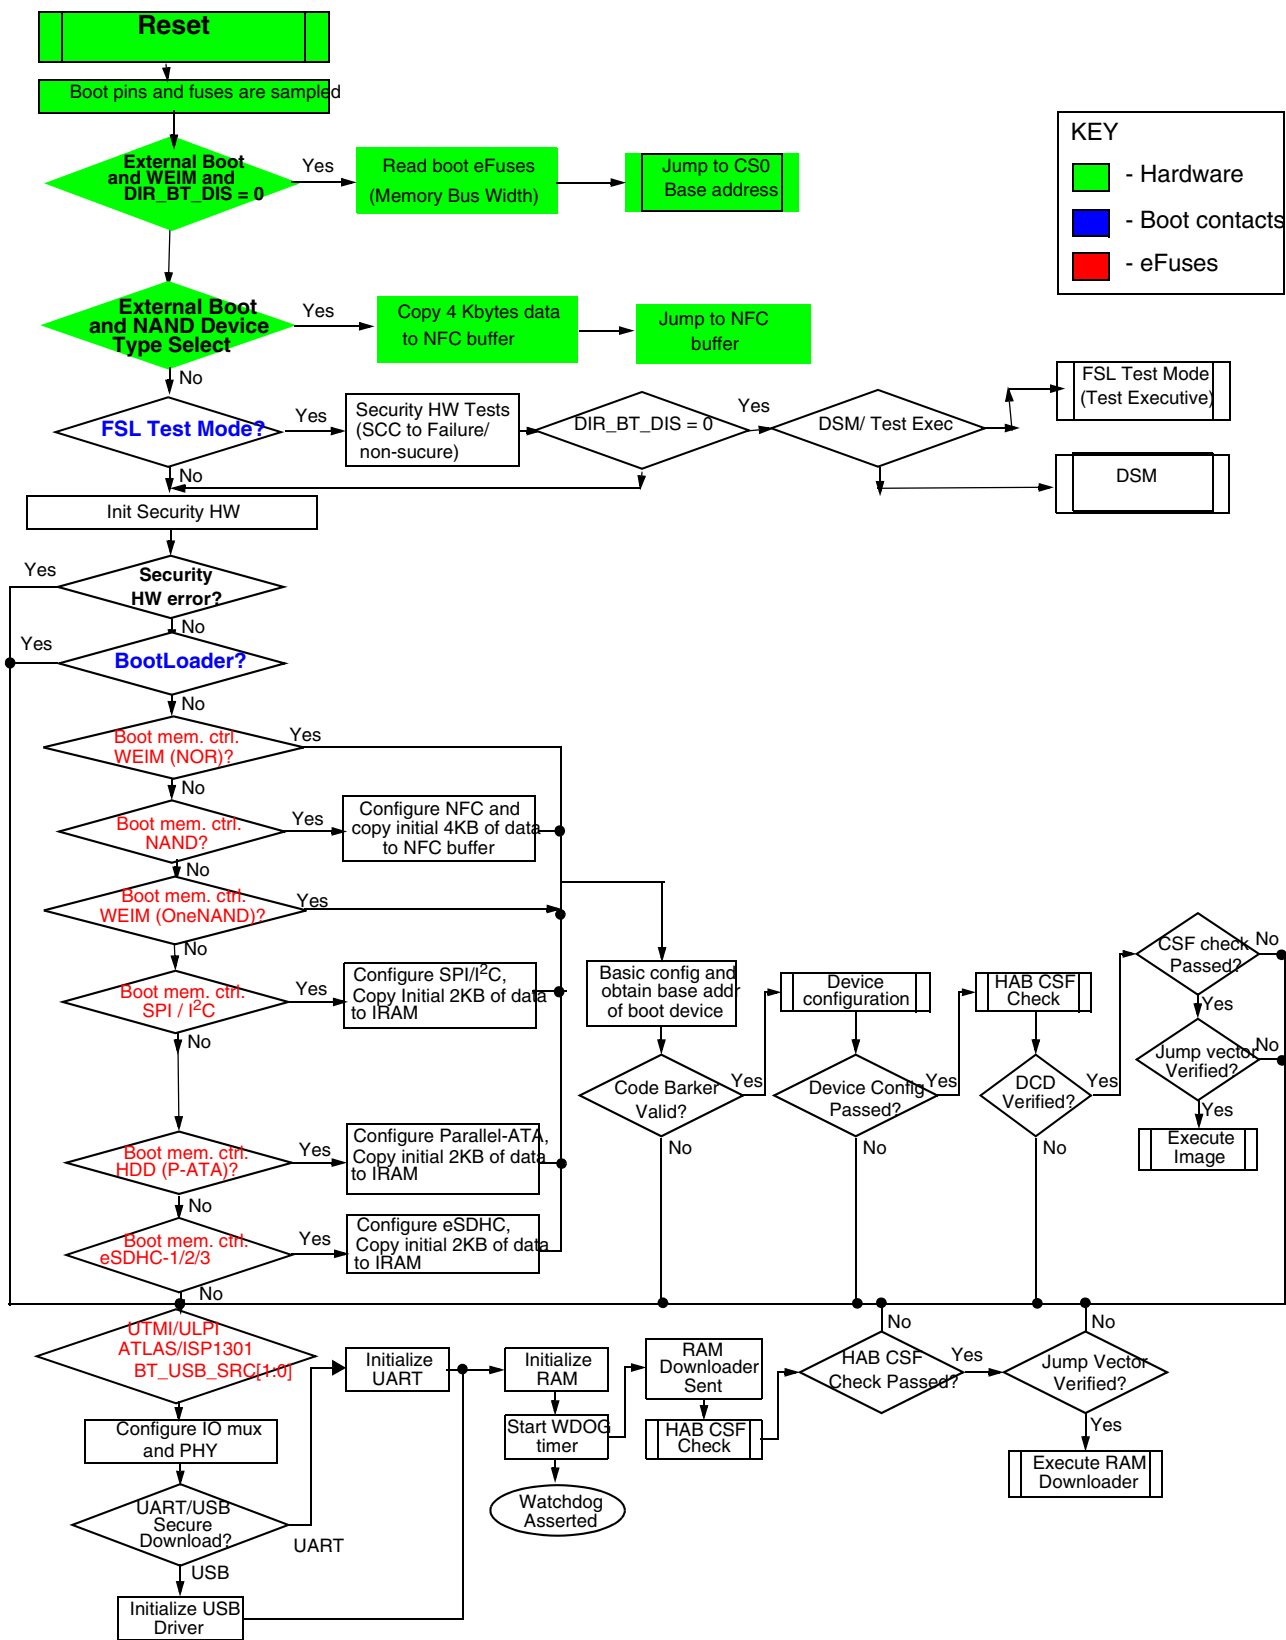 Reset
Boot pins and fuses are sampled
KEY
- Hardware
- Boot contacts
- eFuses
External Boot
and WEIM and
DIR_BT_DIS = 0
Yes
Read boot eFuses
(Memory Bus Width)
Jump to CS0
Base address
External Boot
and NAND Device
Type Select
Yes
Copy 4 Kbytes data
to NFC buffer
Jump to NFC
buffer
No
FSL Test Mode?
Yes
Security HW Tests
(SCC to Failure/
non-sucure)
DIR_BT_DIS = 0
Yes
DSM/ Test Exec
FSL Test Mode
(Test Executive)
DSM
No
Init Security HW
Security
HW error?
Yes
No
BootLoader?
Yes
No
Boot mem. ctrl.
WEIM (NOR)?
Yes
No
Boot mem. ctrl.
NAND?
Yes
Configure NFC and
copy initial 4KB of data
to NFC buffer
No
Boot mem. ctrl.
WEIM (OneNAND)?
Yes
No
Boot mem. ctrl.
SPI / I²C
Yes
Configure SPI/I²C,
Copy Initial 2KB of data
to IRAM
No
Basic config and
obtain base addr
of boot device
Device
configuration
HAB CSF
Check
CSF check
Passed?
No
Yes
Code Barker
Valid?
Yes
No
Device Config
Passed?
Yes
No
DCD
Verified?
Yes
No
Jump vector
Verified?
No
Yes
Execute
Image
Boot mem. ctrl.
HDD (P-ATA)?
Yes
Configure Parallel-ATA,
Copy initial 2KB of data
to IRAM
No
Boot mem. ctrl.
eSDHC-1/2/3
Yes
Configure eSDHC,
Copy initial 2KB of data
to IRAM
No
UTMI/ULPI
ATLAS/ISP1301
BT_USB_SRC[1:0]
Configure IO mux
and PHY
UART/USB
Secure
Download?
UART
USB
Initialize USB
Driver
Initialize
UART
Initialize
RAM
Start WDOG
timer
Watchdog
Asserted
RAM
Downloader
Sent
HAB CSF
Check
HAB CSF
Check Passed?
No
Yes
Jump Vector
Verified?
No
Yes
Execute RAM
Downloader